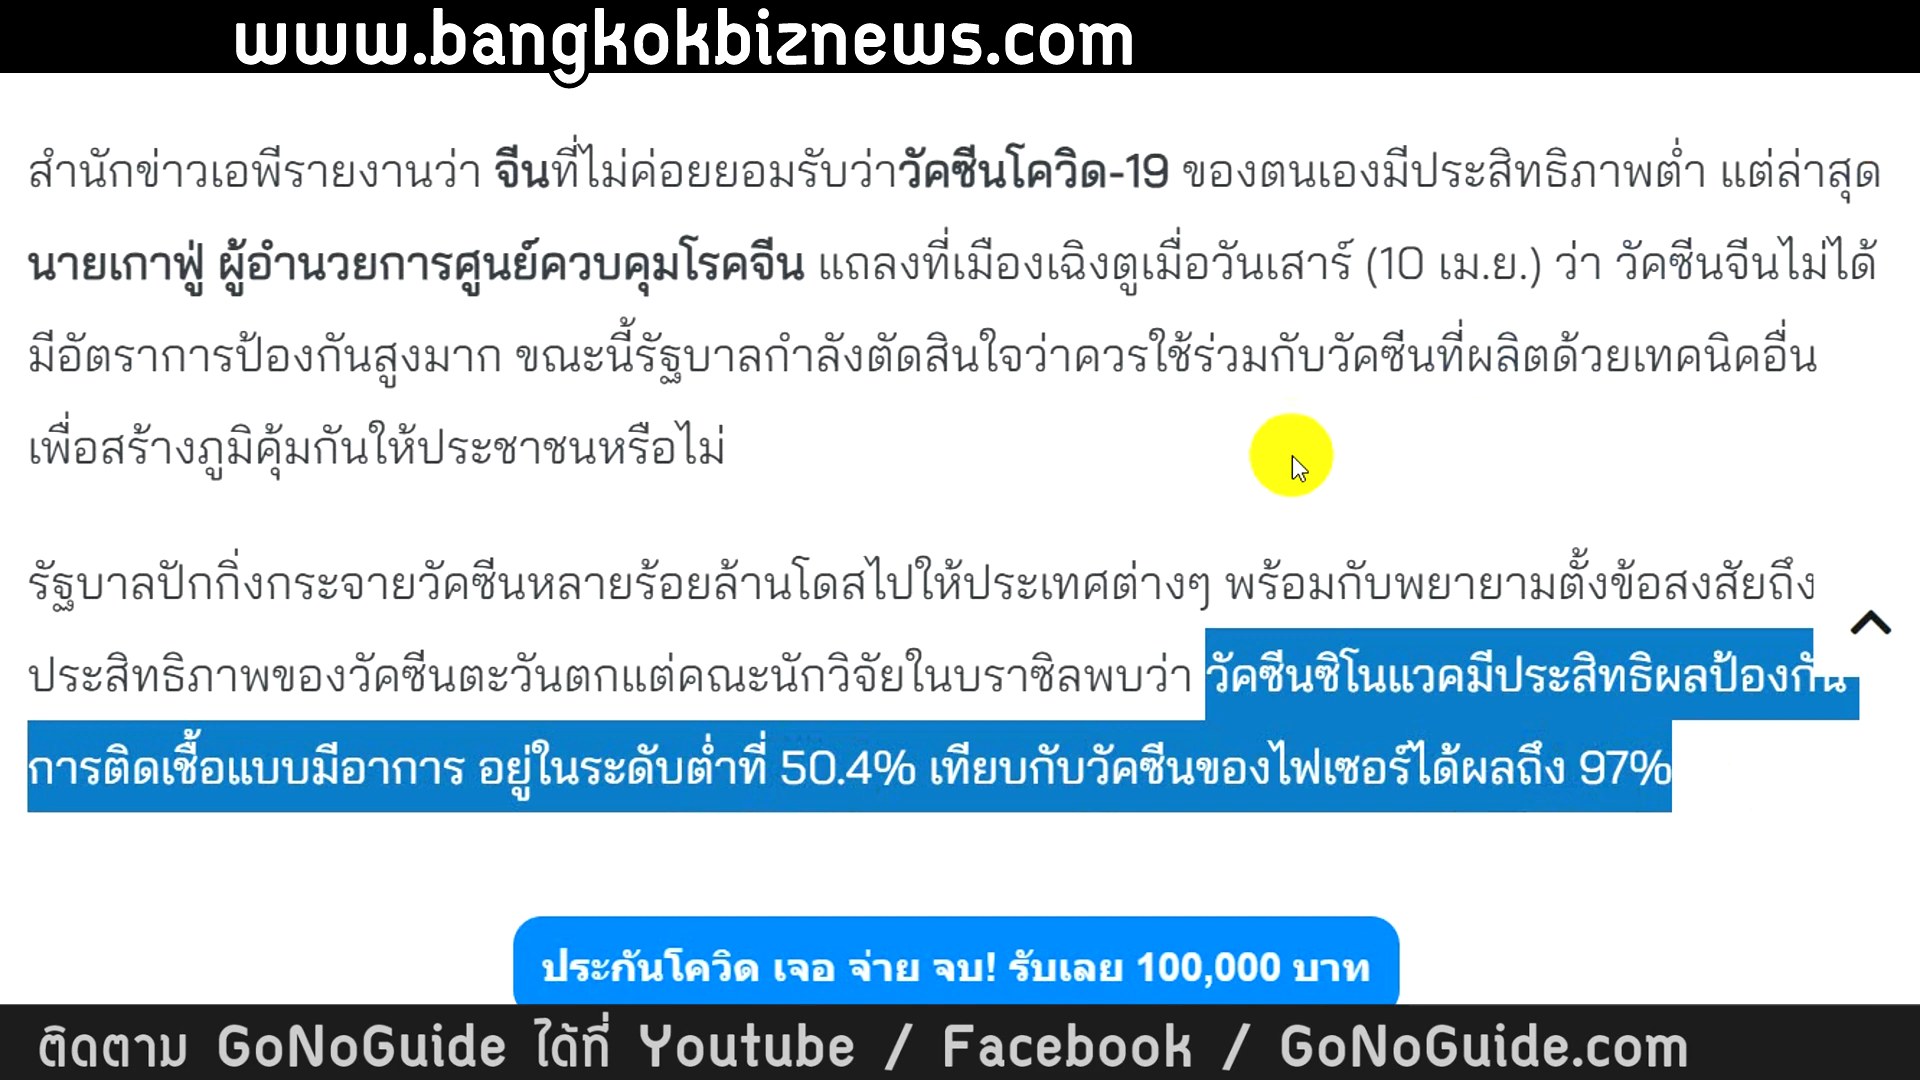 www.bangkokbiznews.com
สำนักข่าวเอพีรายงานว่า จีนที่ไม่ค่อยยอมรับว่าวัคซีนโควิด-19 ของตนเองมีประสิทธิภาพต่ำ แต่ล่าสุด
นายเกาฟู่ ผู้อำนวยการศูนย์ควบคุมโรคจีน แถลงที่เมืองเฉิงตูเมื่อวันเสาร์ (10 เม.ย.) ว่า วัคซีนจีนไม่ได้
มีอัตราการป้องกันสูงมาก ขณะนี้รัฐบาลกำลังตัดสินใจว่าควรใช้ร่วมกับวัคซีนที่ผลิตด้วยเทคนิคอื่น
เพื่อสร้างภูมิคุ้มกันให้ประชาชนหรือไม่
รัฐบาลปักกิ่งกระจายวัคซีนหลายร้อยล้านโดสไปให้ประเทศต่างๆ พร้อมกับพยายามตั้งข้อสงสัยถึง
ประสิทธิภาพของวัคซีนตะวันตกแต่คณะนักวิจัยในบราซิลพบว่า วัคซีนซิโนแวคมีประสิทธิผลป้องกัน
การติดเชื้อแบบมีอาการ อยู่ในระดับต่ำที่ 50.4% เทียบกับวัคซีนของไฟเซอร์ได้ผลถึง 97%
ประกันโควิด เจอ จ่าย จบ! รับเลย 100,000 บาท
ติดตาม GoNoGuide ได้ที่ Youtube / Facebook / GoNoGuide.com